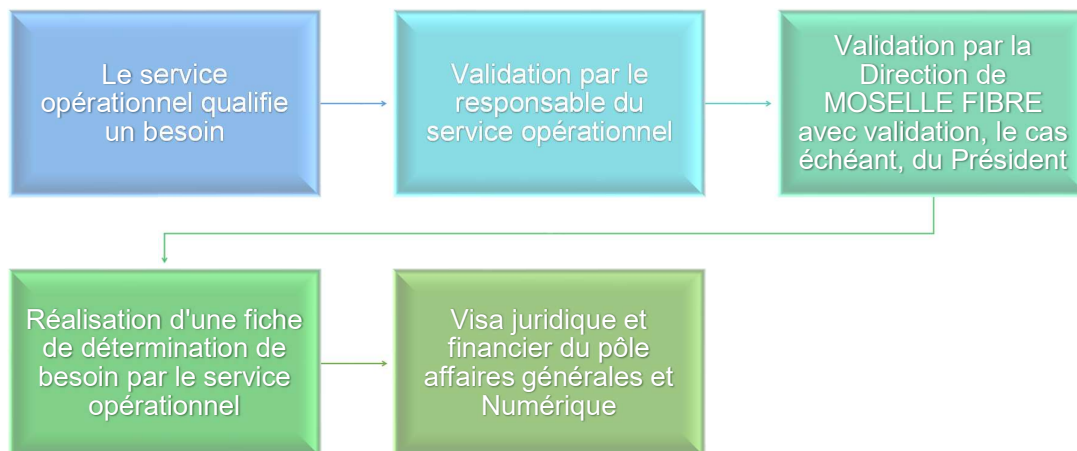 Le service
opérationnel qualifie
un besoin
Validation par le
responsable du
service opérationnel
Validation par la
Direction de
MOSELLE FIBRE
avec validation, le cas
échéant, du Président
Réalisation d'une fiche
de détermination de
besoin par le service
opérationnel
Visa juridique et
financier du pôle
affaires générales et
Numérique